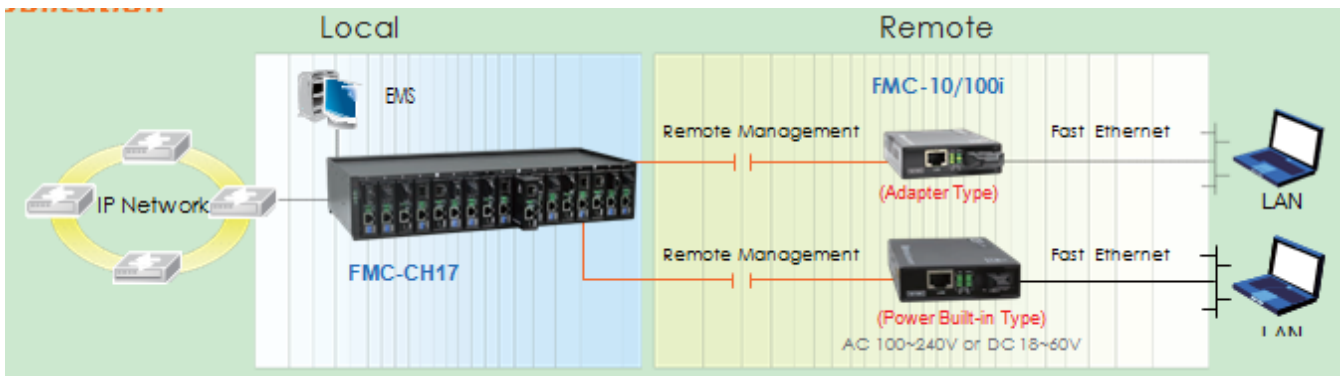 Local
Remote
EMS
FMC-10/100i
Remote Management
Fast Ethernet
(Adapter Type)
LAN
IP Network
FMC-CH17
Remote Management
Fast Ethernet
(Power Built-in Type)
AC 100~240V or DC 18~60V